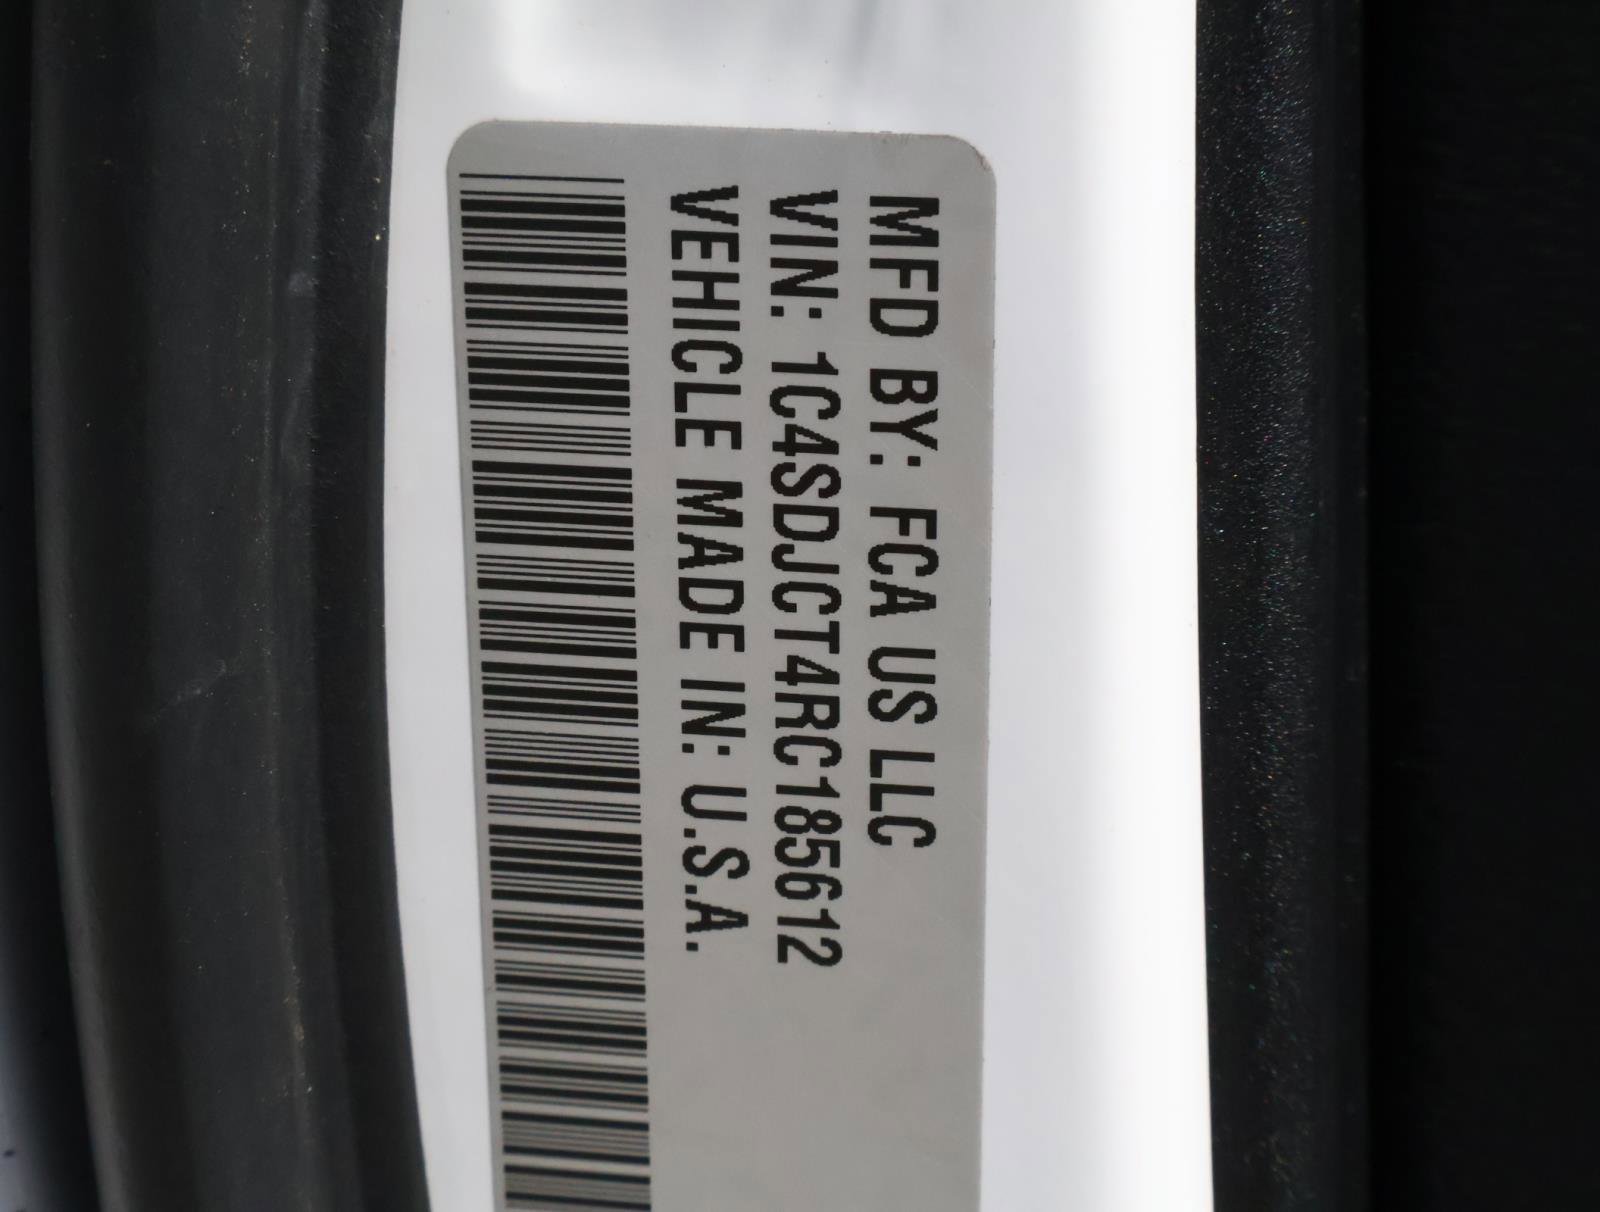 MFD BY: FCA US LLC
VIN: 1C4SDJCT4RC185612
VEHICLE MADE IN: U.S.A.